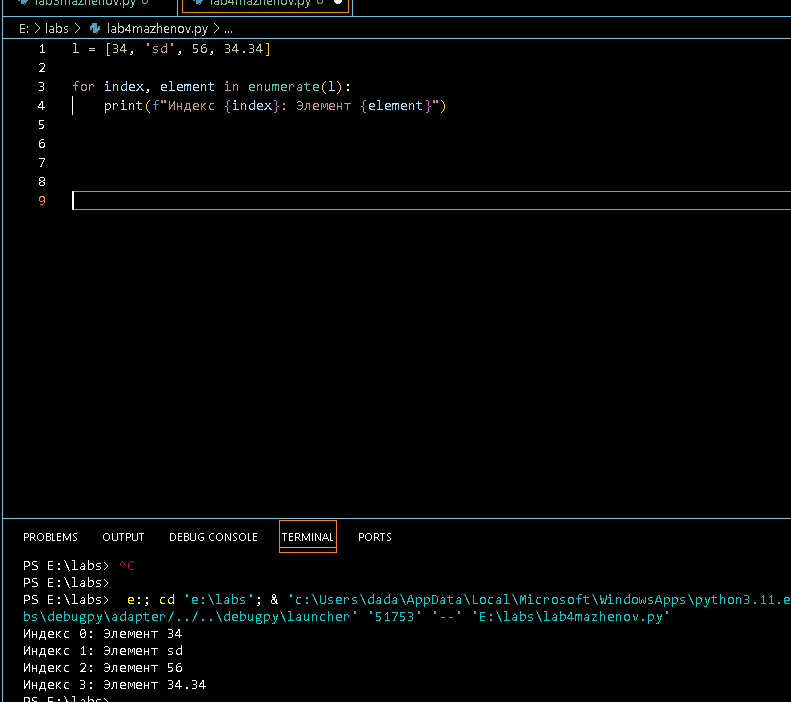 lab3mazhenov.py
lab4mazhenov.py
E: > labs > lab4mazhenov.py > ...
1 l = [34, 'sd', 56, 34.34]
2
3 for index, element in enumerate(l):
4 print(f"Индекс {index}: Элемент {element}")
5
6
7
8
9
PROBLEMS OUTPUT DEBUG CONSOLE TERMINAL PORTS
PS E:\labs> ^C
PS E:\labs>
PS E:\labs> e:; cd 'e:\labs'; & 'c:\Users\dada\AppData\Local\Microsoft\WindowsApps\python3.11.e
bs\debugpy\adapter/../..\debugpy\launcher' '51753' '--' 'E:\labs\lab4mazhenov.py'
Индекс 0: Элемент 34
Индекс 1: Элемент sd
Индекс 2: Элемент 56
Индекс 3: Элемент 34.34
PS E:\labs>